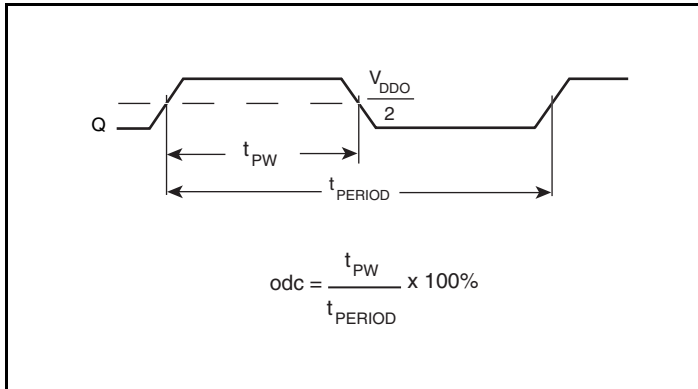 V_DDO
2
Q
t_PW
t_PERIOD
odc = t_PW / t_PERIOD x 100%